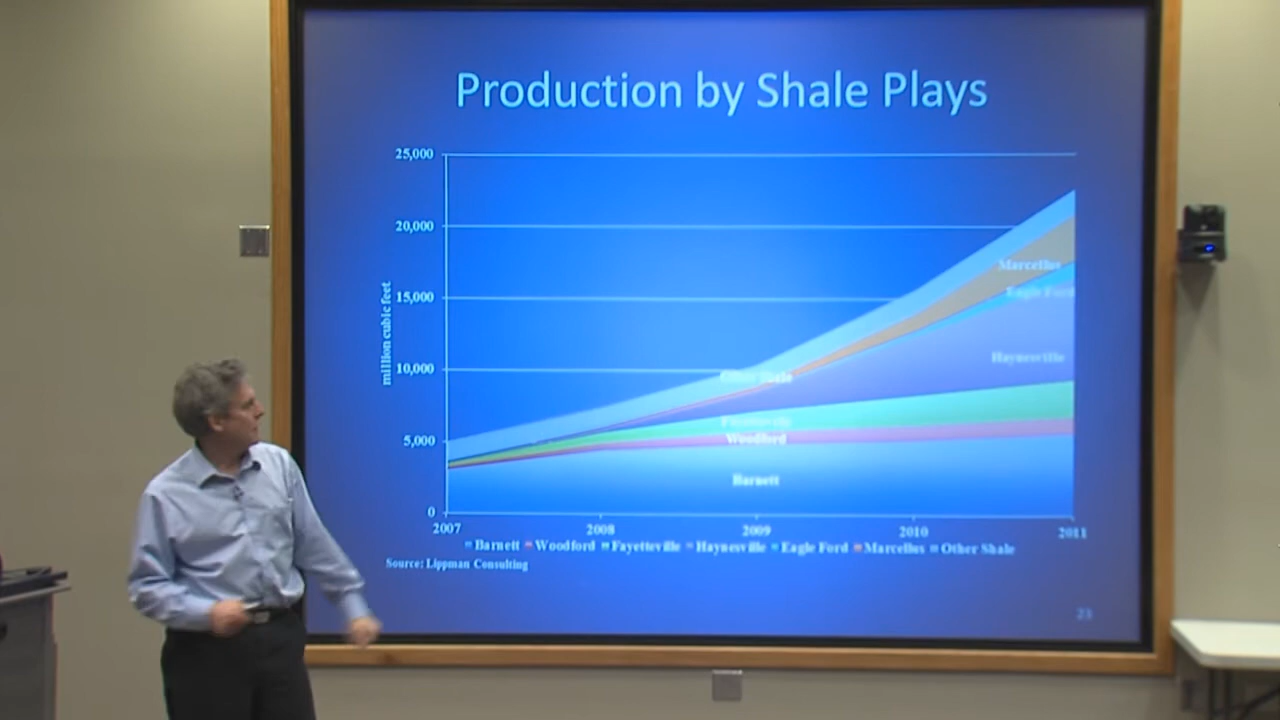 Production by Shale Plays
25,000
20,000
15,000
10,000
5,000
0
million cubic feet
Marcellus
Eagle Ford
Haynesville
Other Shale
Fayetteville
Woodford
Barnett
2007 2008 2009 2010 2011
Barnett Woodford Fayetteville Haynesville Eagle Ford Marcellus Other Shale
Source: Lippman Consulting
23